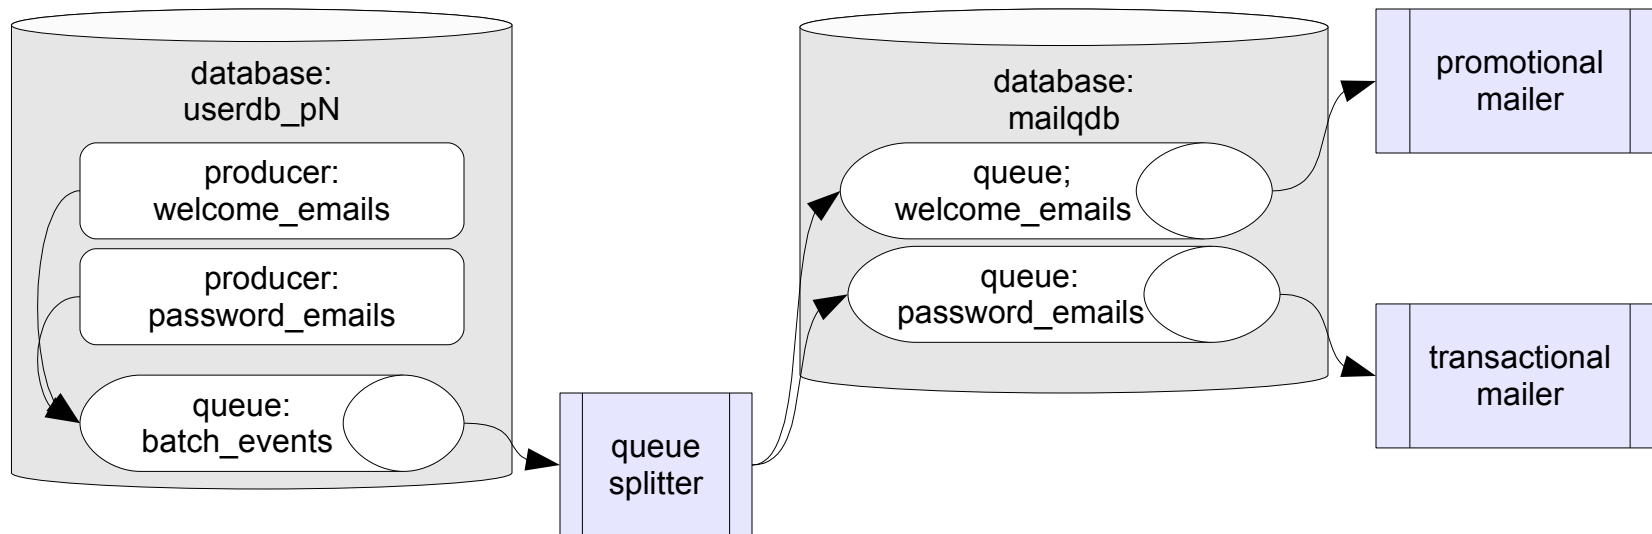 database:
userdb_pN
producer:
welcome_emails
producer:
password_emails
queue:
batch_events
queue
splitter
database:
mailqdb
queue;
welcome_emails
queue:
password_emails
promotional
mailer
transactional
mailer